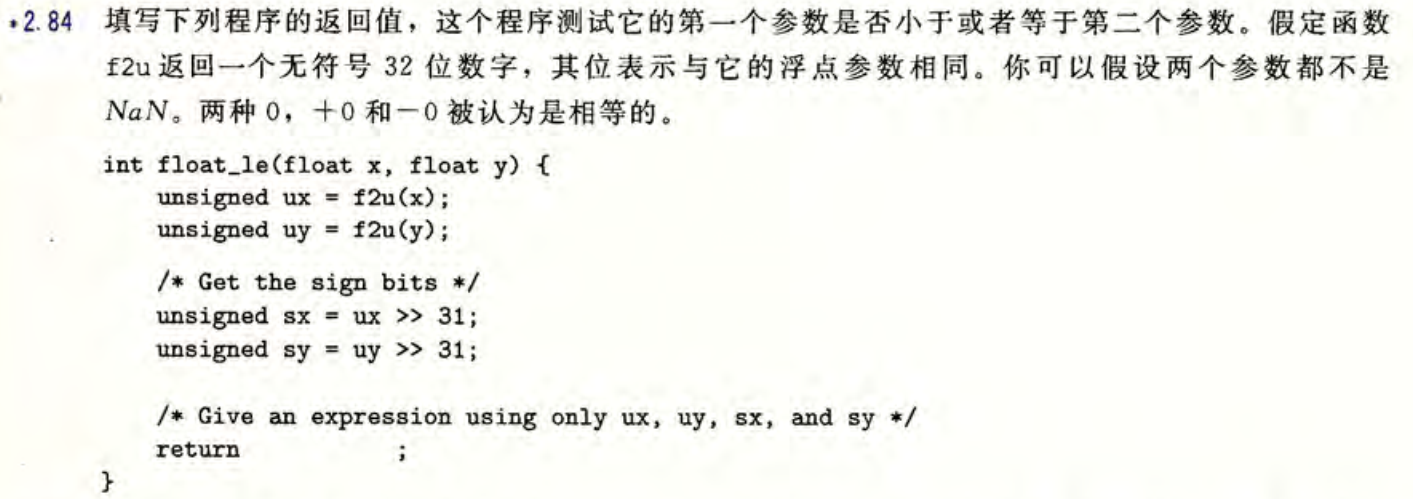 •2.84 填写下列程序的返回值，这个程序测试它的第一个参数是否小于或者等于第二个参数。假定函数
f2u 返回一个无符号 32 位数字，其位表示与它的浮点参数相同。你可以假设两个参数都不是
NaN。两种 0，＋0 和－0 被认为是相等的。
int float_le(float x, float y) {
unsigned ux = f2u(x);
unsigned uy = f2u(y);
/* Get the sign bits */
unsigned sx = ux >> 31;
unsigned sy = uy >> 31;
/* Give an expression using only ux, uy, sx, and sy */
return ;
}